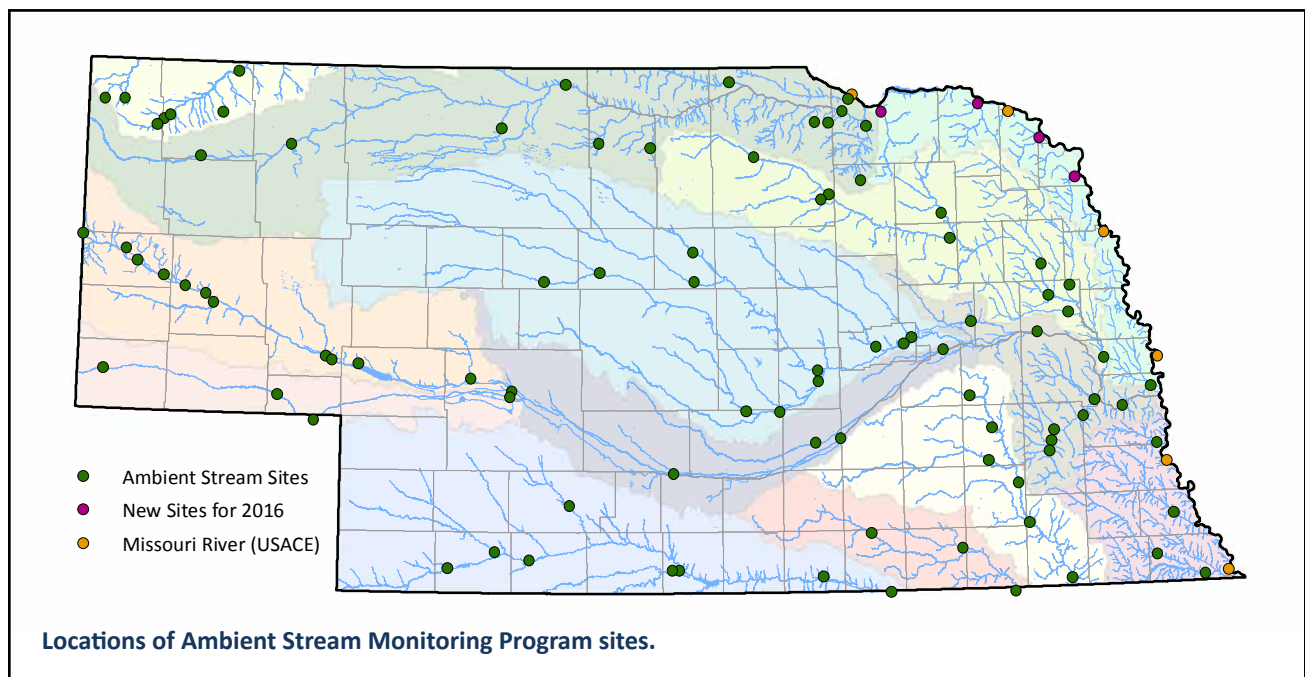 Ambient Stream Sites
New Sites for 2016
Missouri River (USACE)
Locations of Ambient Stream Monitoring Program sites.